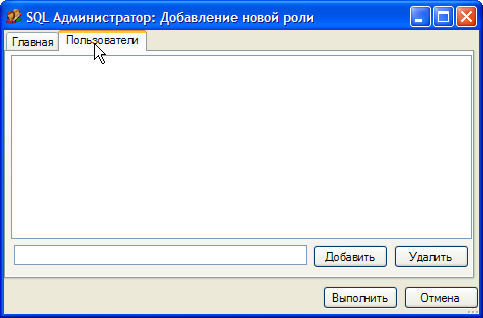 SQL Администратор: Добавление новой роли
Главная Пользователи
Добавить Удалить
Выполнить Отмена